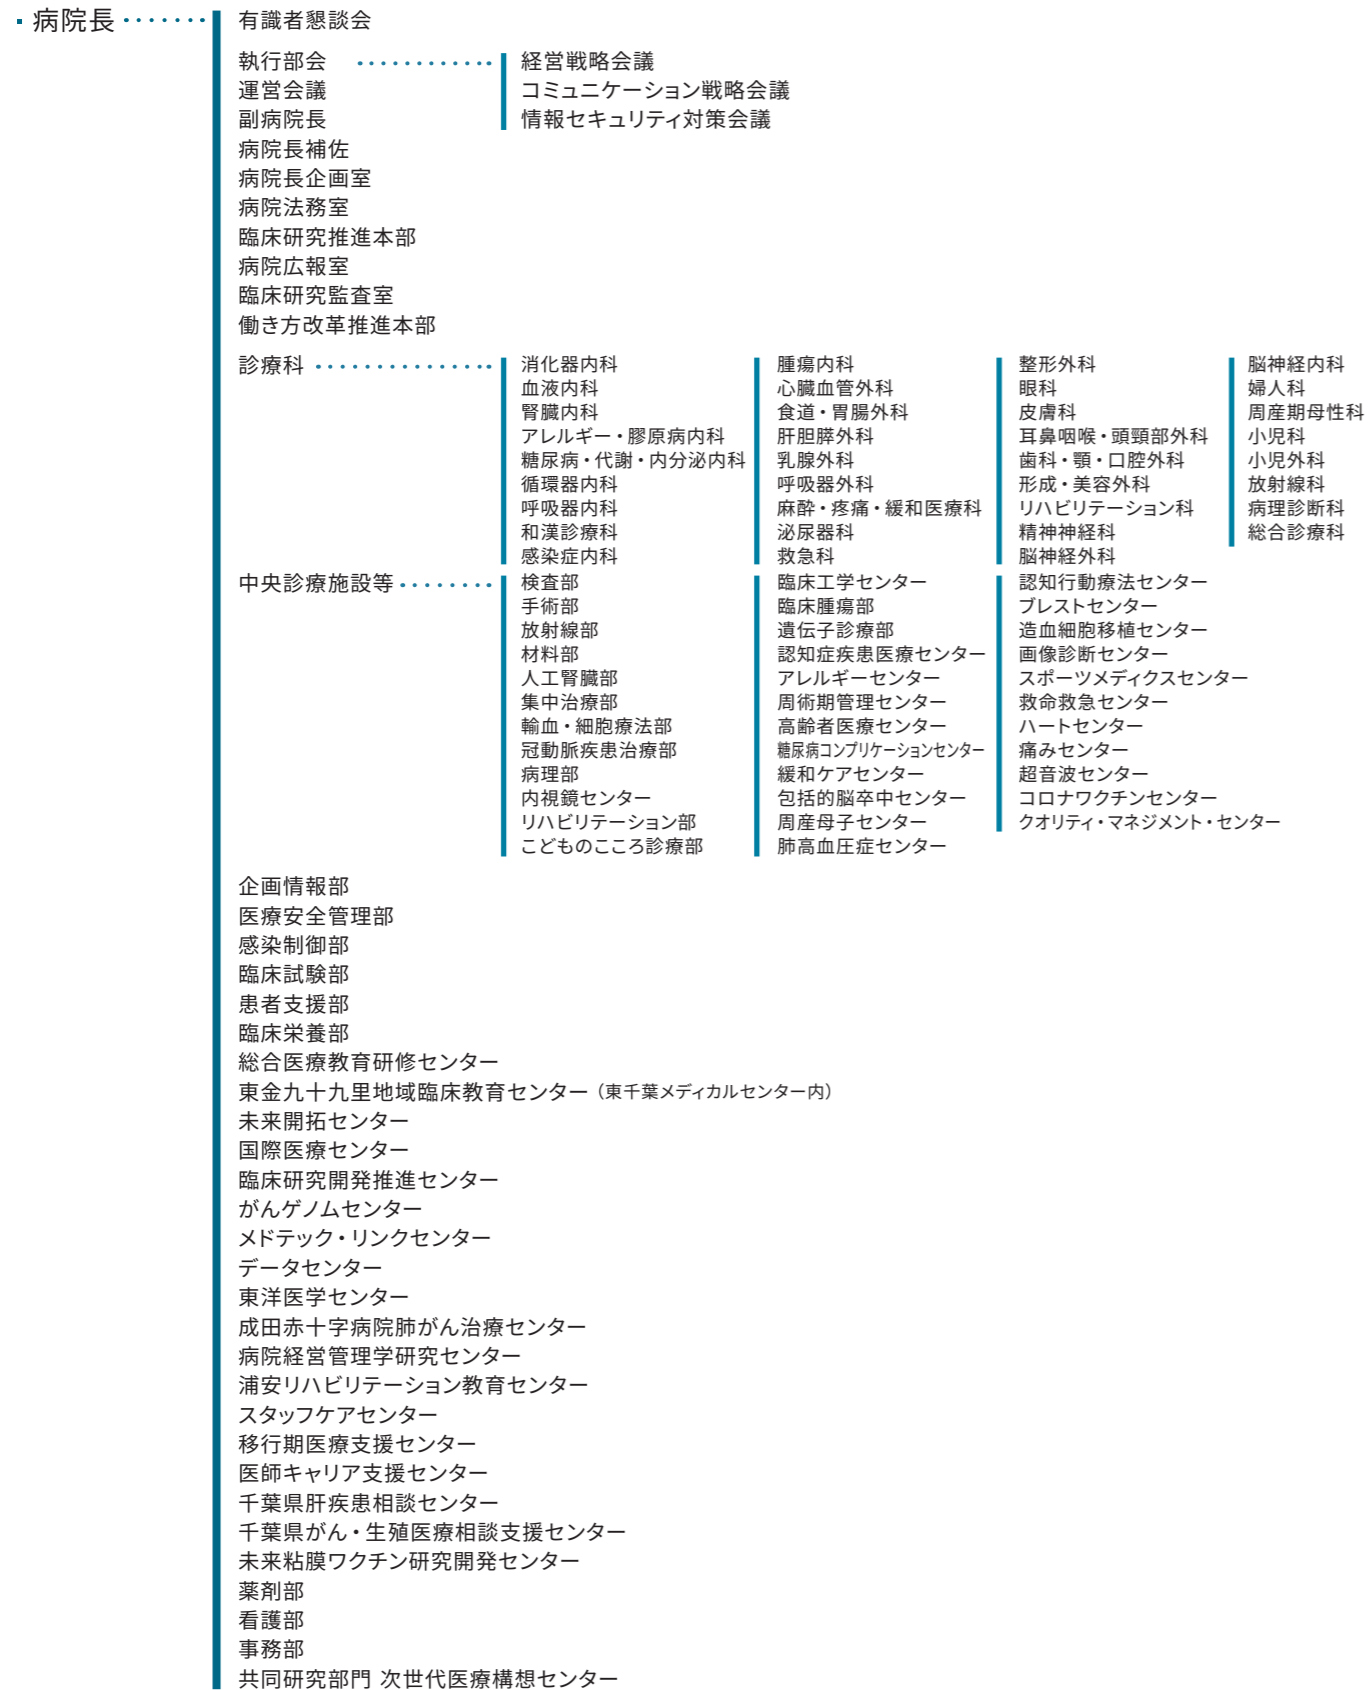 ・病院長
有識者懇談会
執行部会
運営会議
副病院長
経営戦略会議
コミュニケーション戦略会議
情報セキュリティ対策会議
病院長補佐
病院長企画室
病院法務室
臨床研究推進本部
病院広報室
臨床研究監査室
働き方改革推進本部
診療科
消化器内科
血液内科
腎臓内科
アレルギー・膠原病内科
糖尿病・代謝・内分泌内科
循環器内科
呼吸器内科
和漢診療科
感染症内科
腫瘍内科
心臓血管外科
食道・胃腸外科
肝胆膵外科
乳腺外科
呼吸器外科
麻酔・疼痛・緩和医療科
泌尿器科
救急科
整形外科
眼科
皮膚科
耳鼻咽喉・頭頸部外科
歯科・顎・口腔外科
形成・美容外科
リハビリテーション科
精神神経科
脳神経外科
脳神経内科
婦人科
周産期母性科
小児科
小児外科
放射線科
病理診断科
総合診療科
中央診療施設等
検査部
手術部
放射線部
材料部
人工腎臓部
集中治療部
輸血・細胞療法部
冠動脈疾患治療部
病理部
内視鏡センター
リハビリテーション部
こどものこころ診療部
臨床工学センター
臨床腫瘍部
遺伝子診療部
認知症疾患医療センター
アレルギーセンター
周術期管理センター
高齢者医療センター
糖尿病コンプリケーションセンター
緩和ケアセンター
包括的脳卒中センター
周産母子センター
肺高血圧症センター
認知行動療法センター
ブレストセンター
造血細胞移植センター
画像診断センター
スポーツメディクスセンター
救命救急センター
ハートセンター
痛みセンター
超音波センター
コロナワクチンセンター
クオリティ・マネジメント・センター
企画情報部
医療安全管理部
感染制御部
臨床試験部
患者支援部
臨床栄養部
総合医療教育研修センター
東金九十九里地域臨床教育センター（東千葉メディカルセンター内）
未来開拓センター
国際医療センター
臨床研究開発推進センター
がんゲノムセンター
メドテック・リンクセンター
データセンター
東洋医学センター
成田赤十字病院肺がん治療センター
病院経営管理学研究センター
浦安リハビリテーション教育センター
スタッフケアセンター
移行期医療支援センター
医師キャリア支援センター
千葉県肝疾患相談センター
千葉県がん・生殖医療相談支援センター
未来粘膜ワクチン研究開発センター
薬剤部
看護部
事務部
共同研究部門 次世代医療構想センター